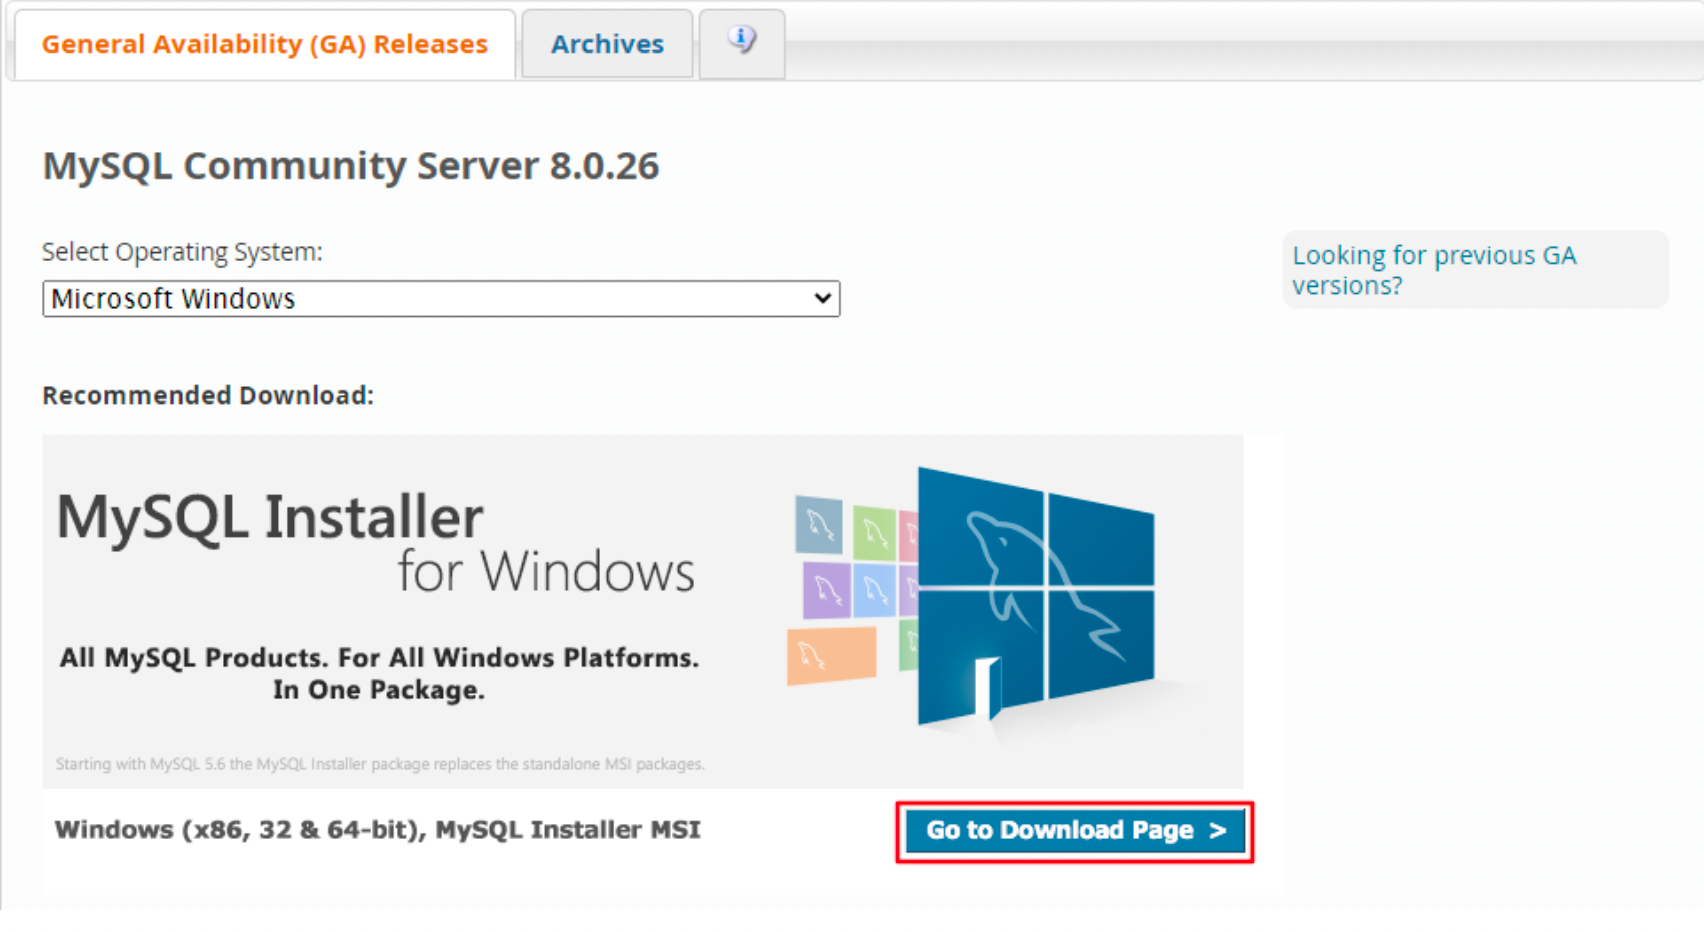 General Availability (GA) Releases
Archives
MySQL Community Server 8.0.26
Select Operating System:
Microsoft Windows
Looking for previous GA
versions?
Recommended Download:
MySQL Installer
for Windows
All MySQL Products. For All Windows Platforms.
In One Package.
Starting with MySQL 5.6 the MySQL Installer package replaces the standalone MSI packages.
Windows (x86, 32 & 64-bit), MySQL Installer MSI
Go to Download Page >